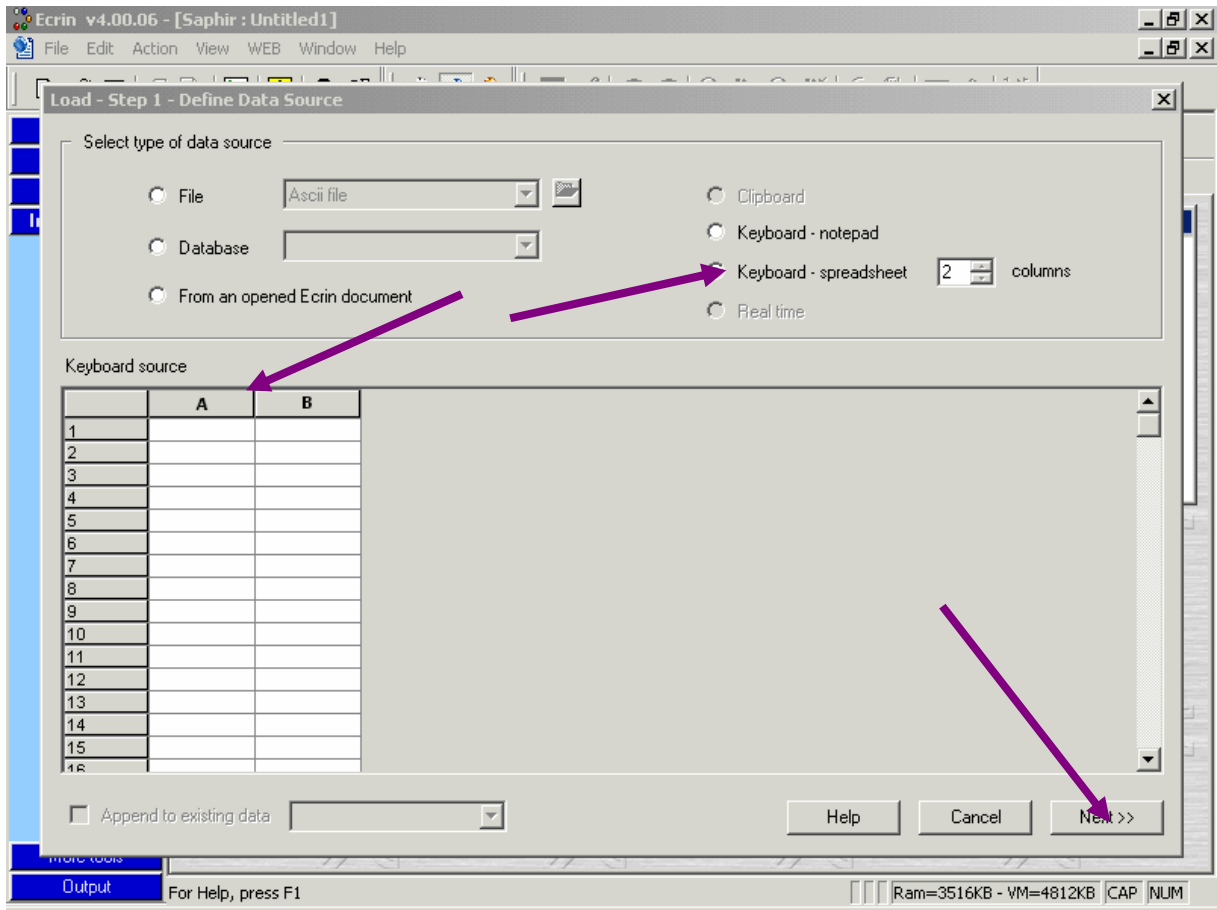 Ecrin v4.00.06 - [Saphir : Untitled1]
File Edit Action View WEB Window Help
Load - Step 1 - Define Data Source
Select type of data source
File Ascii file
Database
From an opened Ecrin document
Clipboard
Keyboard - notepad
Keyboard - spreadsheet 2 columns
Real time
Keyboard source
A B
1
2
3
4
5
6
7
8
9
10
11
12
13
14
15
16
Append to existing data
Help Cancel Next >>
More tools
Output
For Help, press F1
Ram=3516KB - VM=4812KB CAP NUM